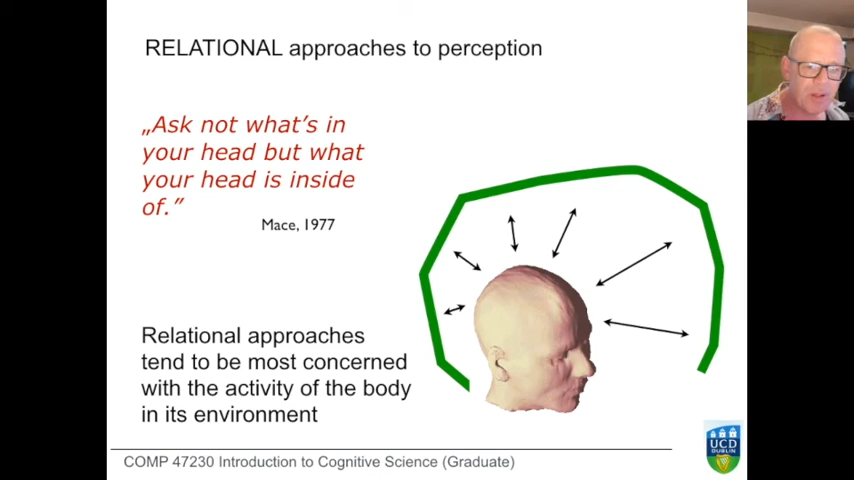 RELATIONAL approaches to perception
„Ask not what's in
your head but what
your head is inside
of.”
Mace, 1977
Relational approaches
tend to be most concerned
with the activity of the body
in its environment
COMP 47230 Introduction to Cognitive Science (Graduate)
UCD
DUBLIN